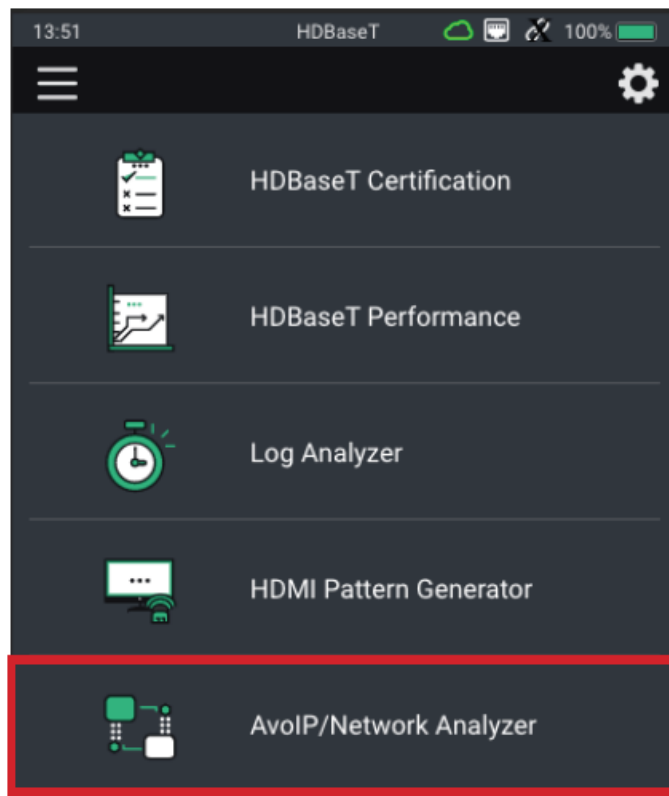 13:51 HDBaseT 100%
HDBaseT Certification
HDBaseT Performance
Log Analyzer
HDMI Pattern Generator
AvoIP/Network Analyzer